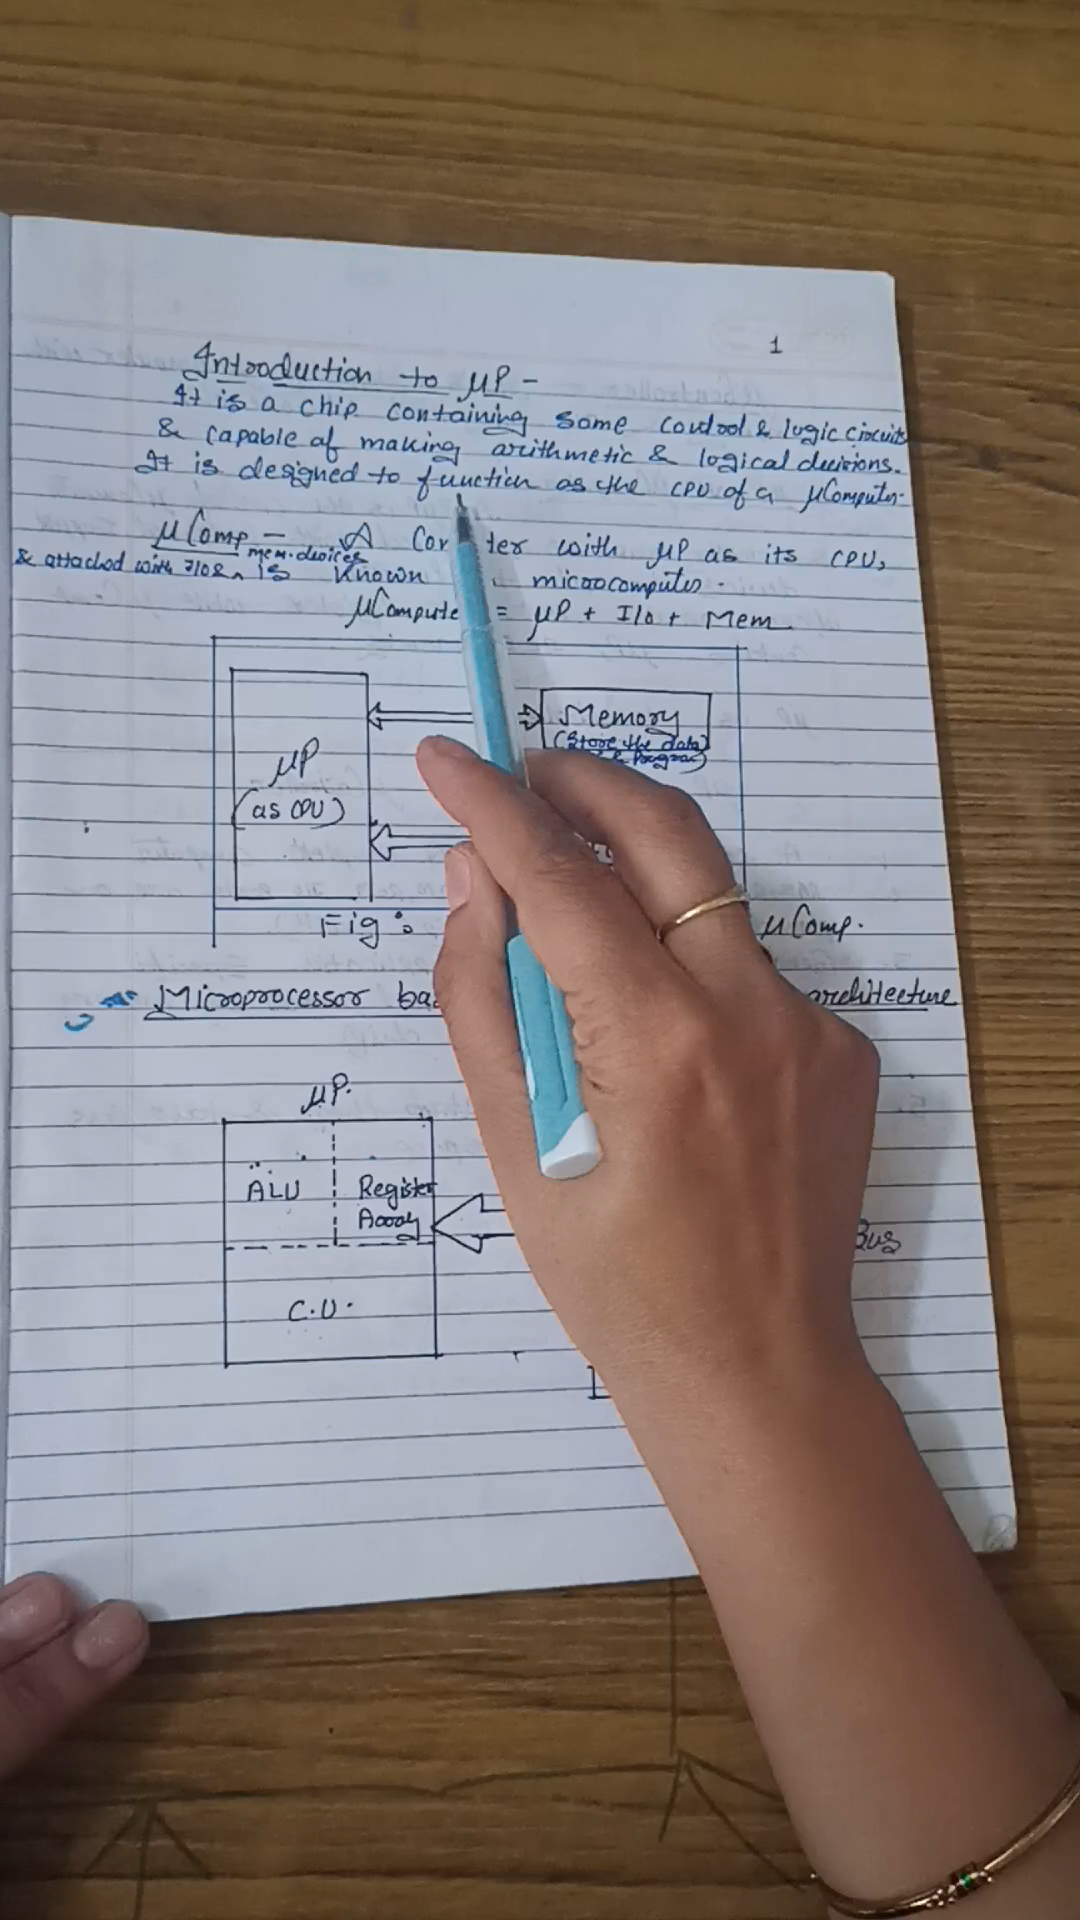 1
Introduction to μP -
It is a chip containing some control & logic circuits
& capable of making arithmetic & logical decisions.
It is designed to function as the CPU of a μComputer.
μComp - A Com ter with μP as its CPU,
& attached with I/O & mem. devices is known microcomputer.
μCompute = μP + I/O + Mem
Memory
(Store the data
& Program)
μP
(as CPU)
Fig :
μComp.
Microprocessor ba architecture
μP.
ALU
Register
Array
Bus
C.U.